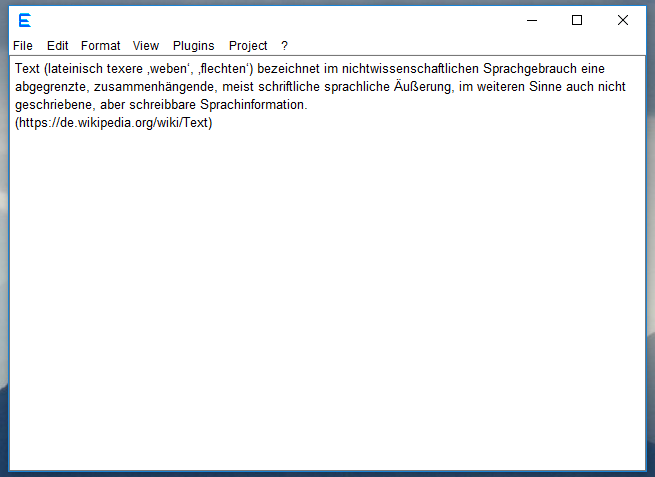 E
File Edit Format View Plugins Project ?
Text (lateinisch texere ‚weben‘, ‚flechten‘) bezeichnet im nichtwissenschaftlichen Sprachgebrauch eine
abgegrenzte, zusammenhängende, meist schriftliche sprachliche Äußerung, im weiteren Sinne auch nicht
geschriebene, aber schreibbare Sprachinformation.
(https://de.wikipedia.org/wiki/Text)